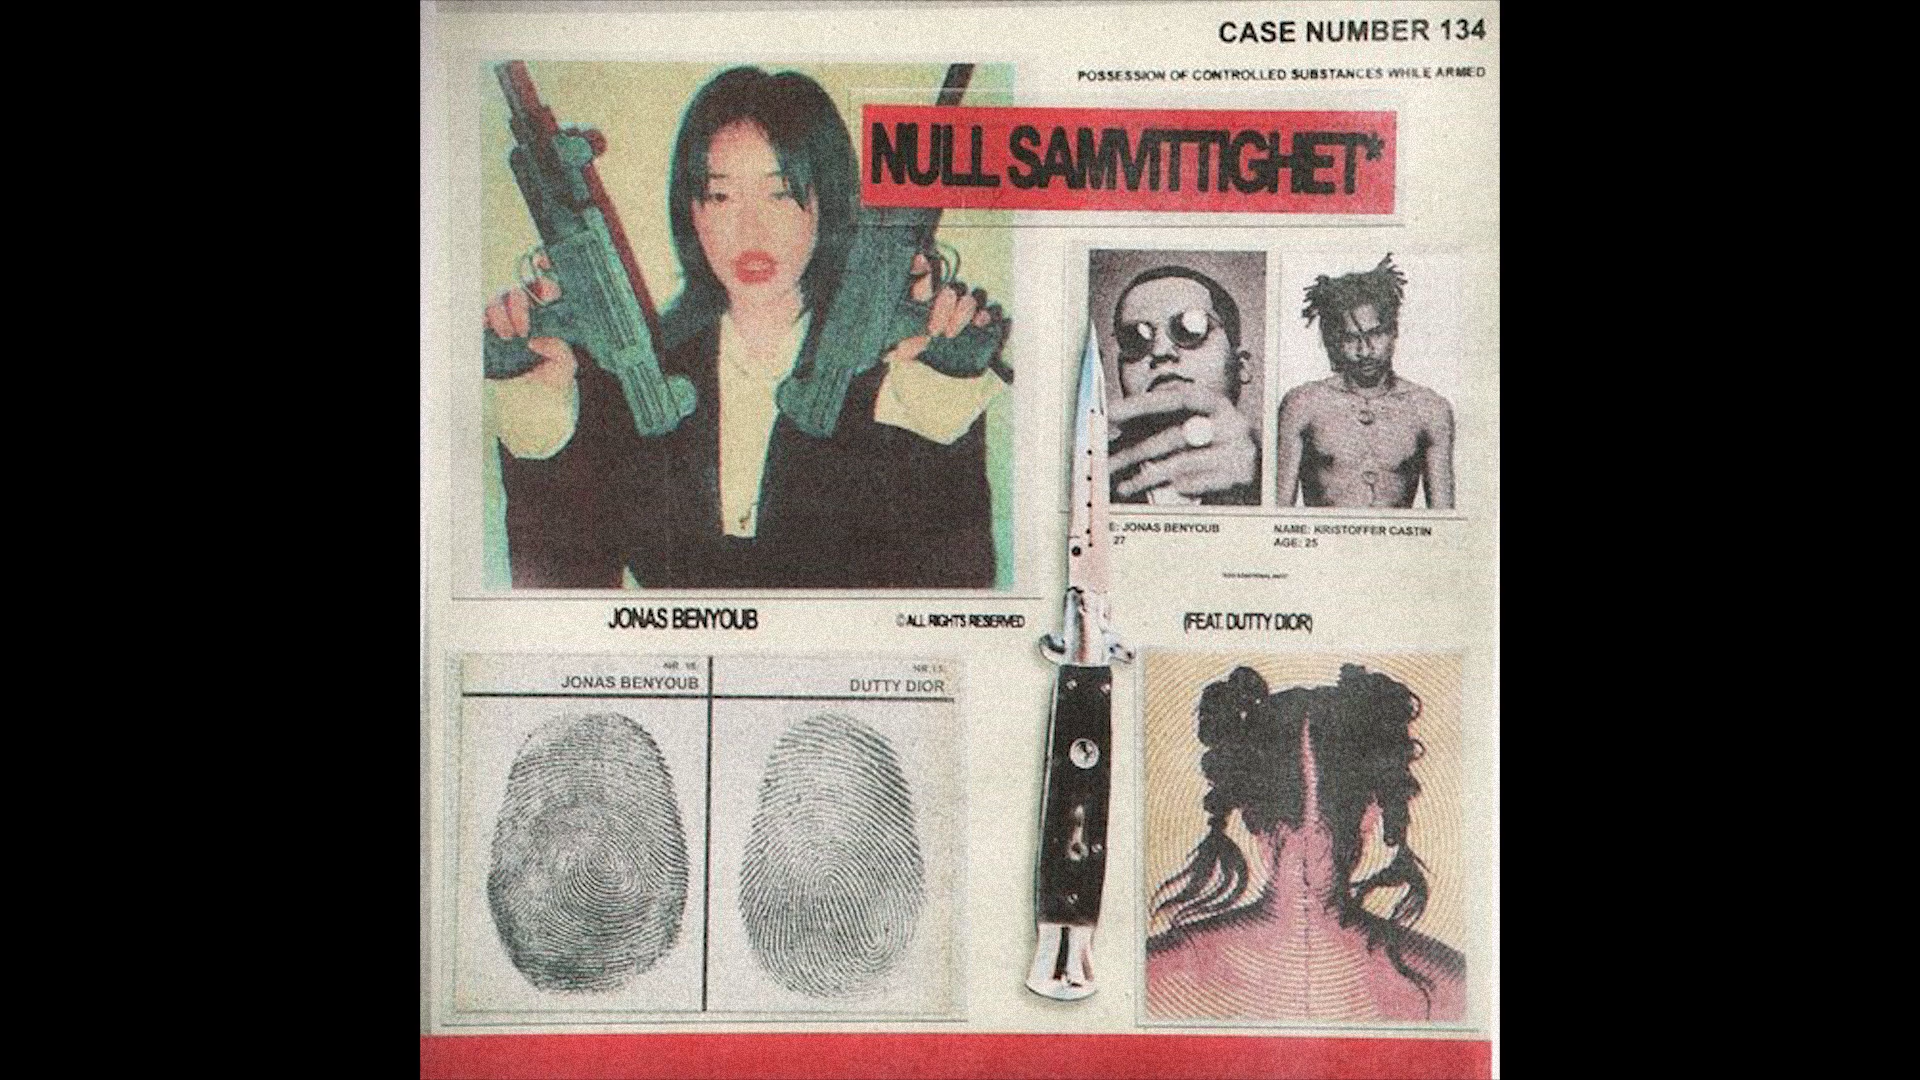 CASE NUMBER 134
POSSESSION OF CONTROLLED SUBSTANCES WHILE ARMED
NULL SAMVITTIGHET*
E: JONAS BENYOUB
27
NAME: KRISTOFFER CASTIN
AGE: 25
JONAS BENYOUB
©ALL RIGHTS RESERVED
(FEAT. DUTTY DIOR)
JONAS BENYOUB
DUTTY DIOR